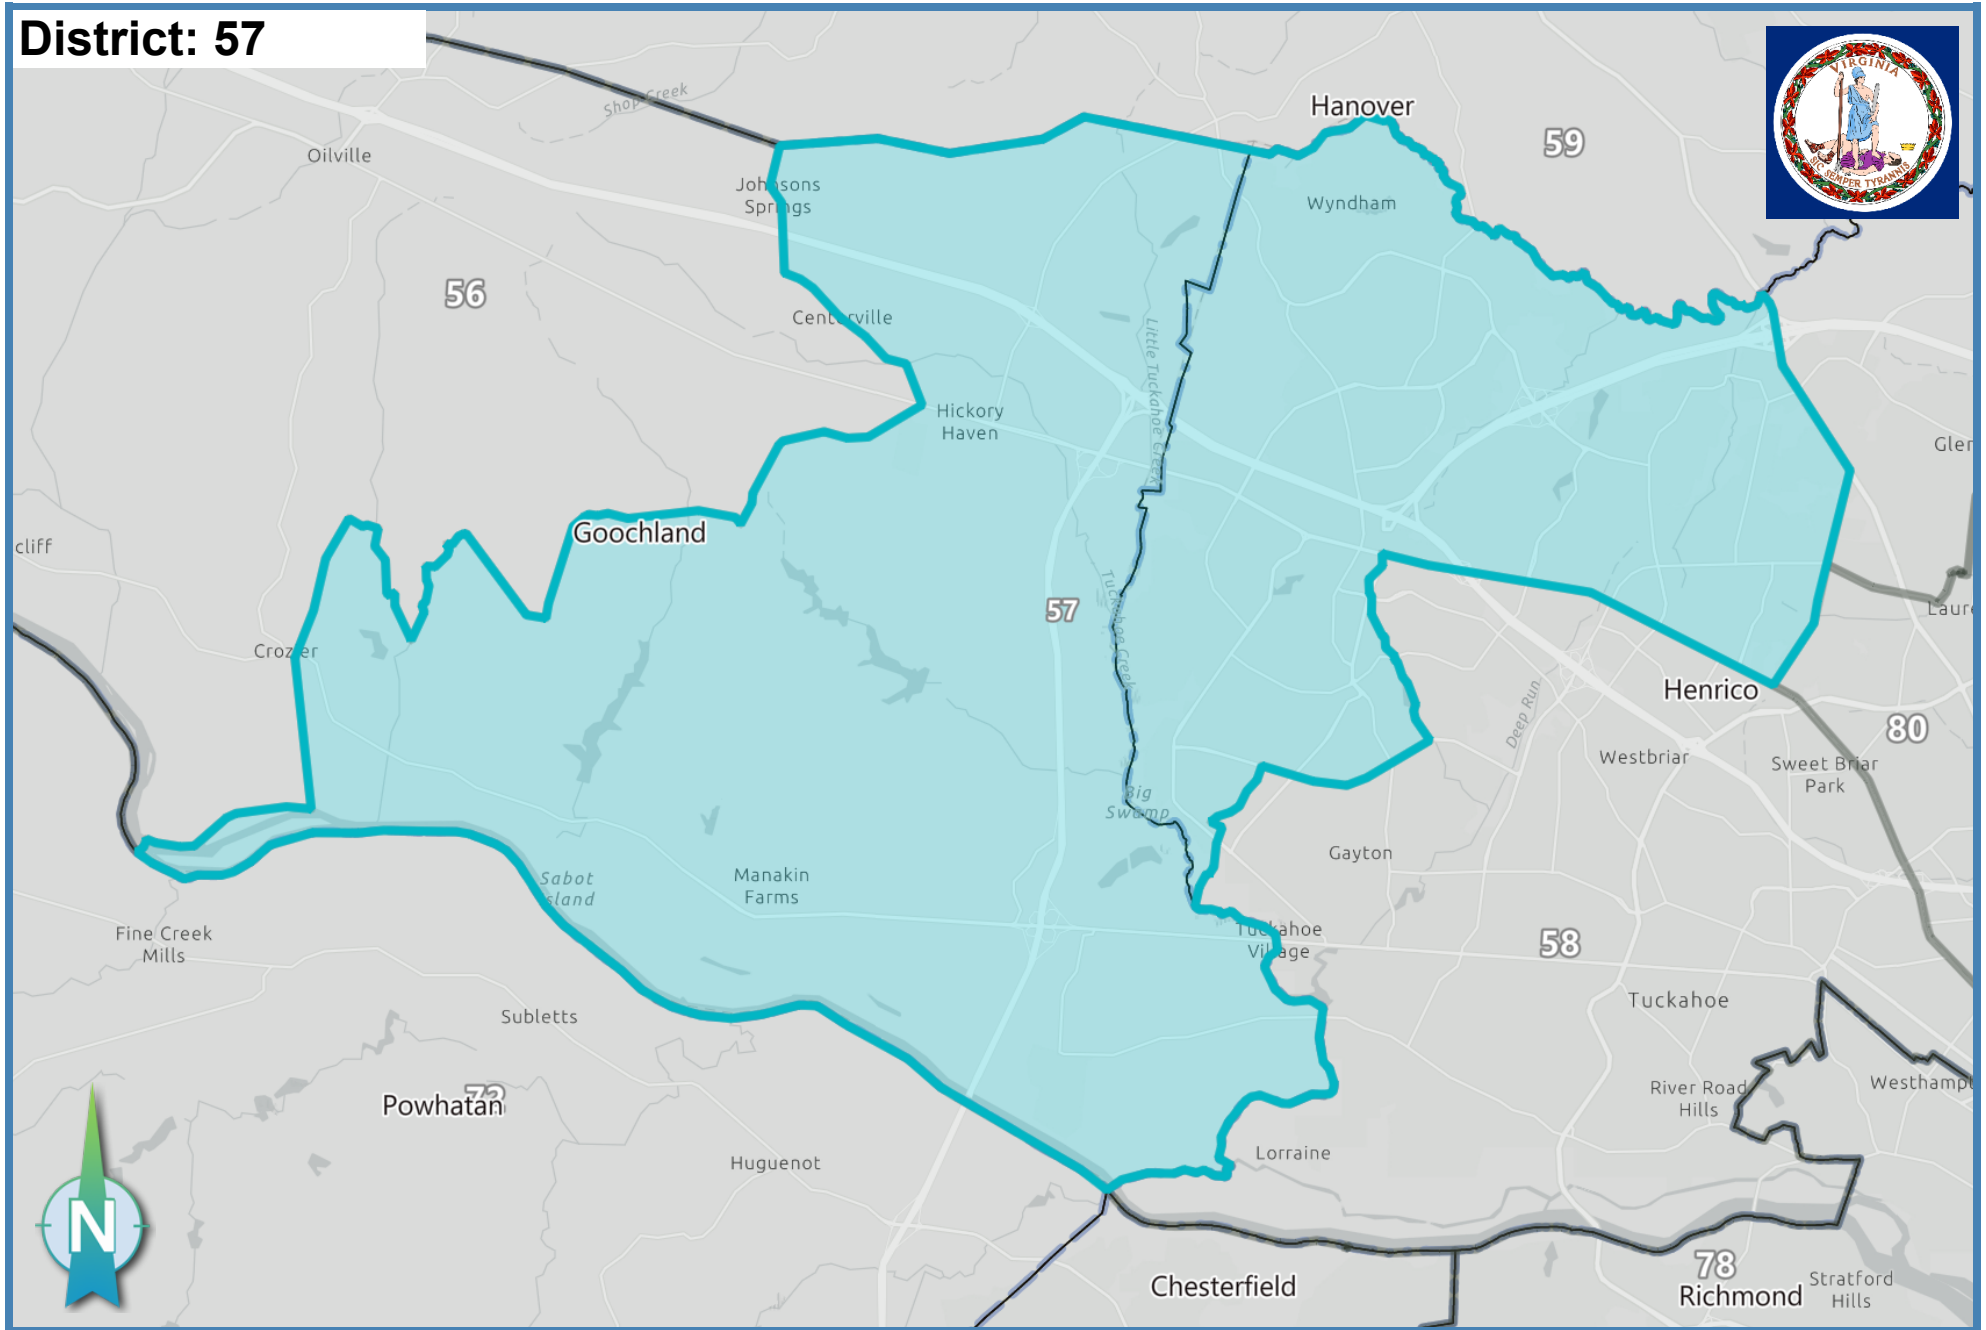 District: 57
VIRGINIA
SIC SEMPER TYRANNIS
Shop Creek
Hanover
59
Oilville
Johnsons
Springs
Wyndham
56
Centerville
Little Tuckahoe Creek
Hickory
Haven
Glen
Goochland
cliff
57
Tuckahoe Creek
Laure
Crozier
Henrico
Deep Run
80
Westbriar
Sweet Briar
Park
Big
Swamp
Gayton
Sabot
Island
Manakin
Farms
Fine Creek
Mills
Tuckahoe
Village
58
Tuckahoe
Subletts
Powhatan
River Road
Hills
Westhampt
Huguenot
Lorraine
N
Chesterfield
78
Richmond
Stratford
Hills